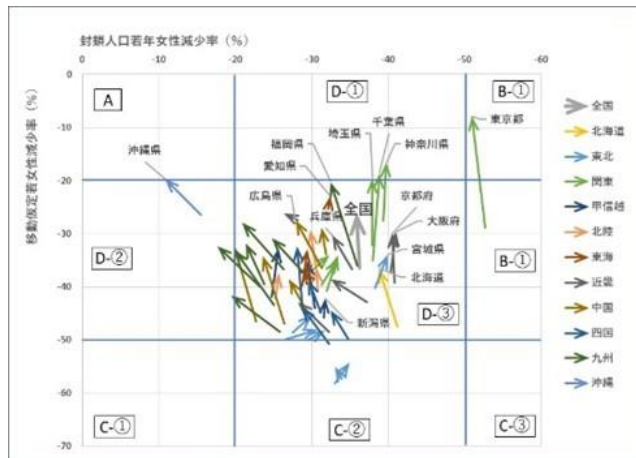 封鎖人口若年女性減少率（%）
0
-10
-20
-30
-40
-50
-60
移動仮定若女性減少率（%）
0
-10
-20
-30
-40
-50
-60
-70
A
D-①
B-①
D-②
B-①
D-③
C-①
C-②
C-③
千葉県
埼玉県
神奈川県
東京都
福岡県
沖縄県
愛知県
広島県
兵庫県
全国
京都府
大阪府
宮城県
北海道
新潟県
全国
北海道
東北
関東
甲信越
北陸
東海
近畿
中国
四国
九州
沖縄